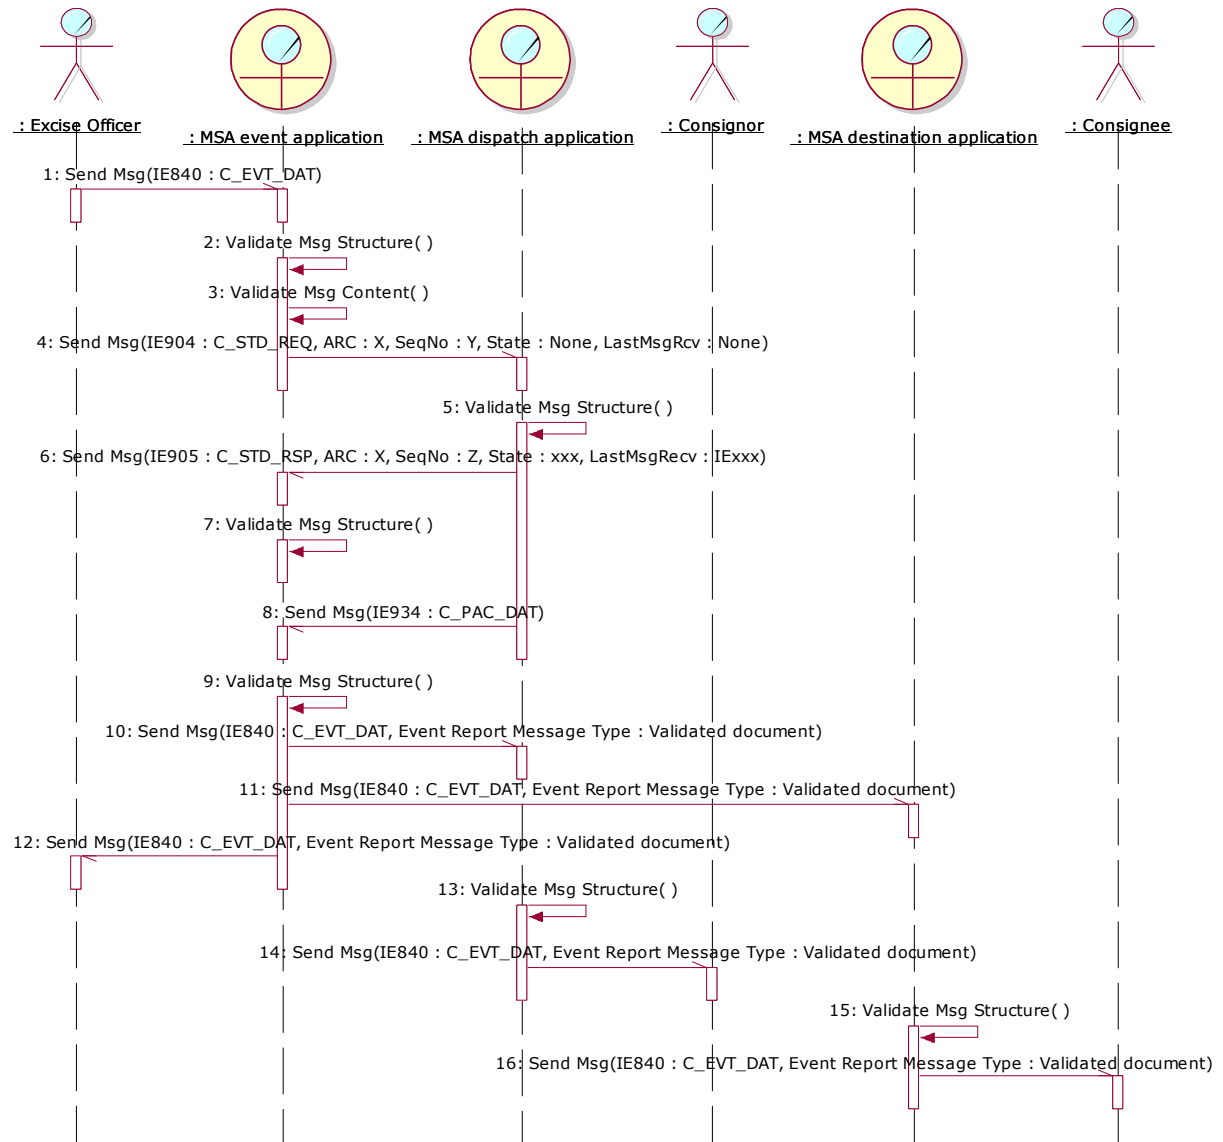 : Excise Officer
: MSA event application
: MSA dispatch application
: Consignor
: MSA destination application
: Consignee
1: Send Msg(IE840 : C_EVT_DAT)
2: Validate Msg Structure( )
3: Validate Msg Content( )
4: Send Msg(IE904 : C_STD_REQ, ARC : X, SeqNo : Y, State : None, LastMsgRcv : None)
5: Validate Msg Structure( )
6: Send Msg(IE905 : C_STD_RSP, ARC : X, SeqNo : Z, State : xxx, LastMsgRecv : IExxx)
7: Validate Msg Structure( )
8: Send Msg(IE934 : C_PAC_DAT)
9: Validate Msg Structure( )
10: Send Msg(IE840 : C_EVT_DAT, Event Report Message Type : Validated document)
11: Send Msg(IE840 : C_EVT_DAT, Event Report Message Type : Validated document)
12: Send Msg(IE840 : C_EVT_DAT, Event Report Message Type : Validated document)
13: Validate Msg Structure( )
14: Send Msg(IE840 : C_EVT_DAT, Event Report Message Type : Validated document)
15: Validate Msg Structure( )
16: Send Msg(IE840 : C_EVT_DAT, Event Report Message Type : Validated document)